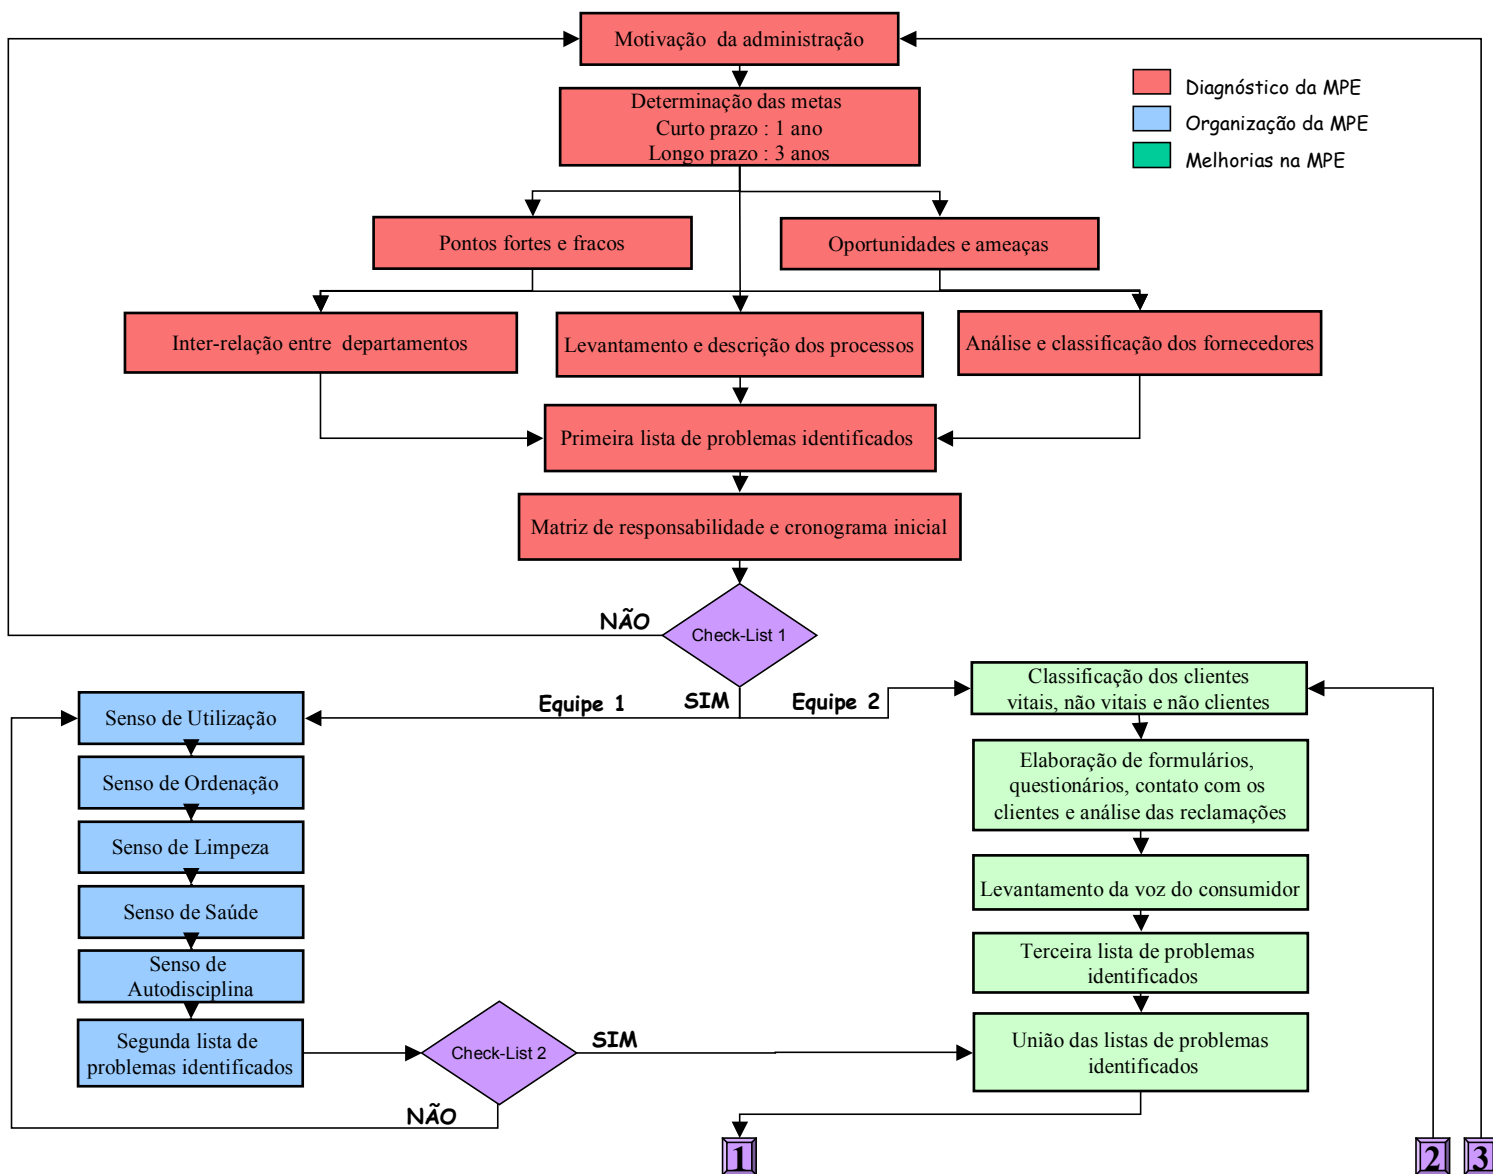 Motivação da administração
Determinação das metas
Curto prazo : 1 ano
Longo prazo : 3 anos
Diagnóstico da MPE
Organização da MPE
Melhorias na MPE
Pontos fortes e fracos
Oportunidades e ameaças
Inter-relação entre departamentos
Levantamento e descrição dos processos
Análise e classificação dos fornecedores
Primeira lista de problemas identificados
Matriz de responsabilidade e cronograma inicial
NÃO
Check-List 1
Equipe 1
SIM
Equipe 2
Senso de Utilização
Senso de Ordenação
Senso de Limpeza
Senso de Saúde
Senso de
Autodisciplina
Segunda lista de
problemas identificados
Check-List 2
SIM
NÃO
Classificação dos clientes
vitais, não vitais e não clientes
Elaboração de formulários,
questionários, contato com os
clientes e análise das reclamações
Levantamento da voz do consumidor
Terceira lista de problemas
identificados
União das listas de problemas
identificados
1
2
3